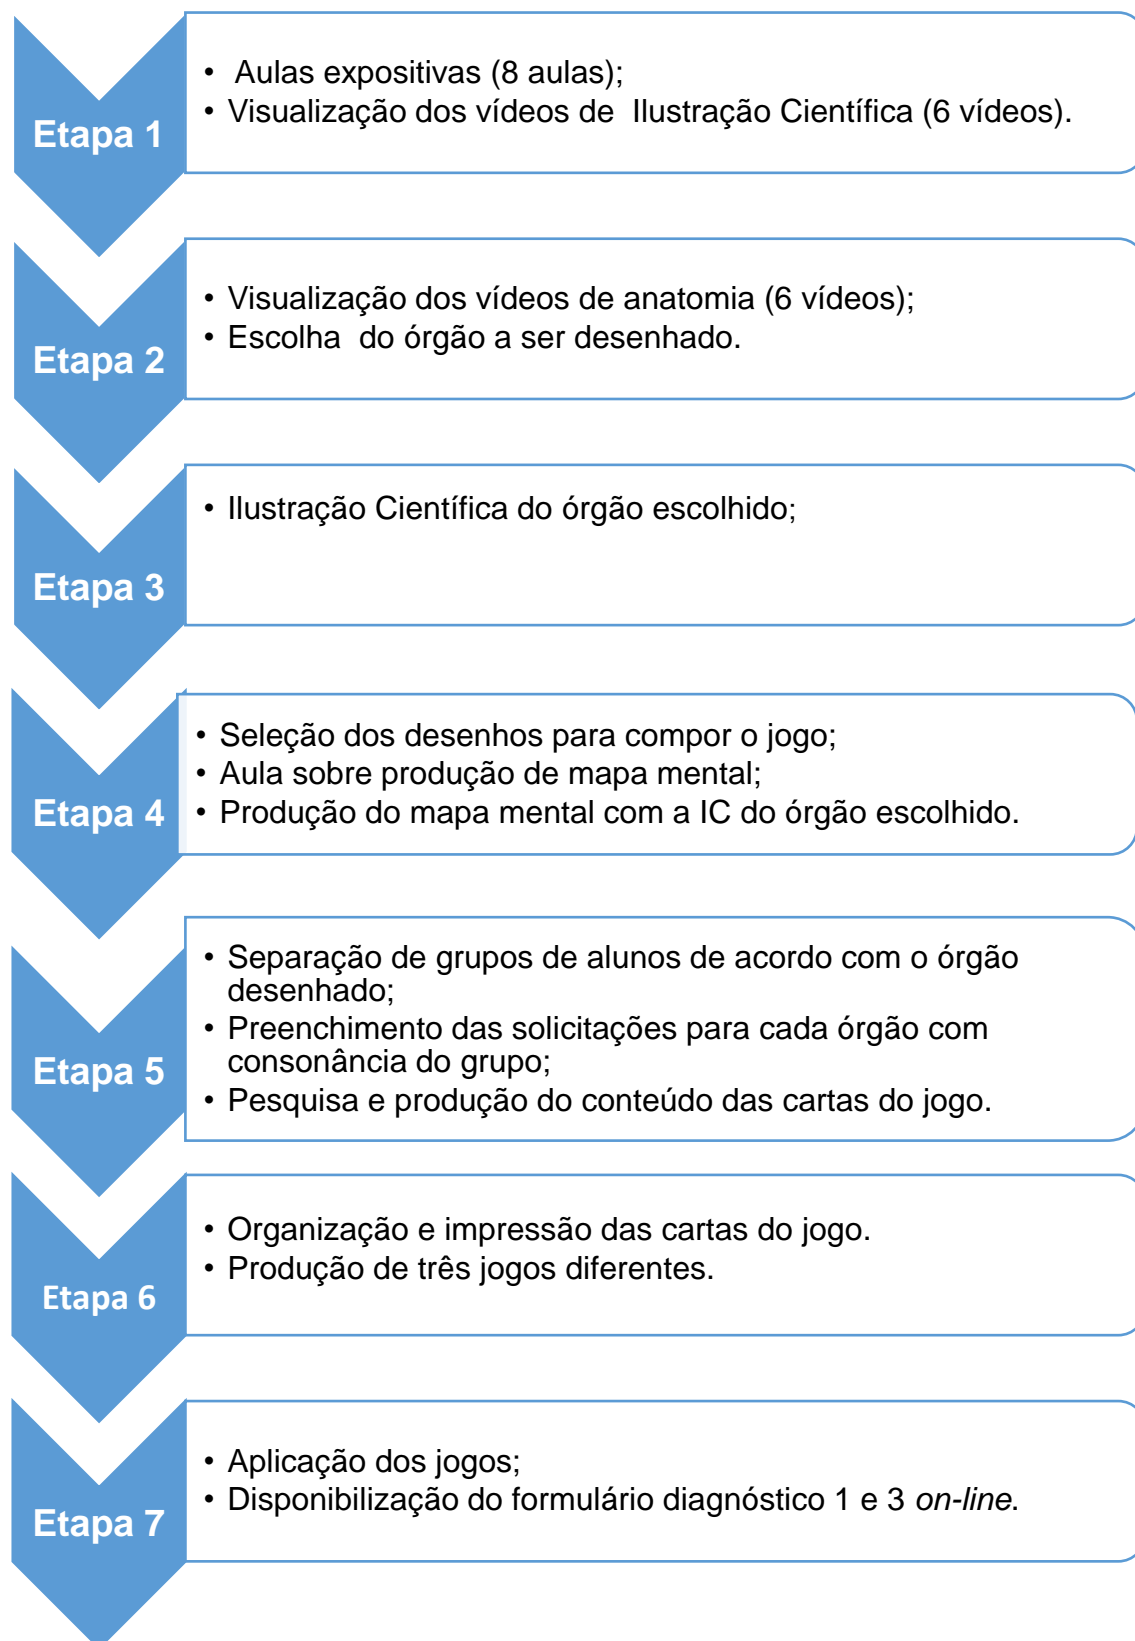 Etapa 1
• Aulas expositivas (8 aulas);
• Visualização dos vídeos de Ilustração Científica (6 vídeos).
Etapa 2
• Visualização dos vídeos de anatomia (6 vídeos);
• Escolha do órgão a ser desenhado.
Etapa 3
• Ilustração Científica do órgão escolhido;
Etapa 4
• Seleção dos desenhos para compor o jogo;
• Aula sobre produção de mapa mental;
• Produção do mapa mental com a IC do órgão escolhido.
Etapa 5
• Separação de grupos de alunos de acordo com o órgão
desenhado;
• Preenchimento das solicitações para cada órgão com
consonância do grupo;
• Pesquisa e produção do conteúdo das cartas do jogo.
Etapa 6
• Organização e impressão das cartas do jogo.
• Produção de três jogos diferentes.
Etapa 7
• Aplicação dos jogos;
• Disponibilização do formulário diagnóstico 1 e 3 on-line.